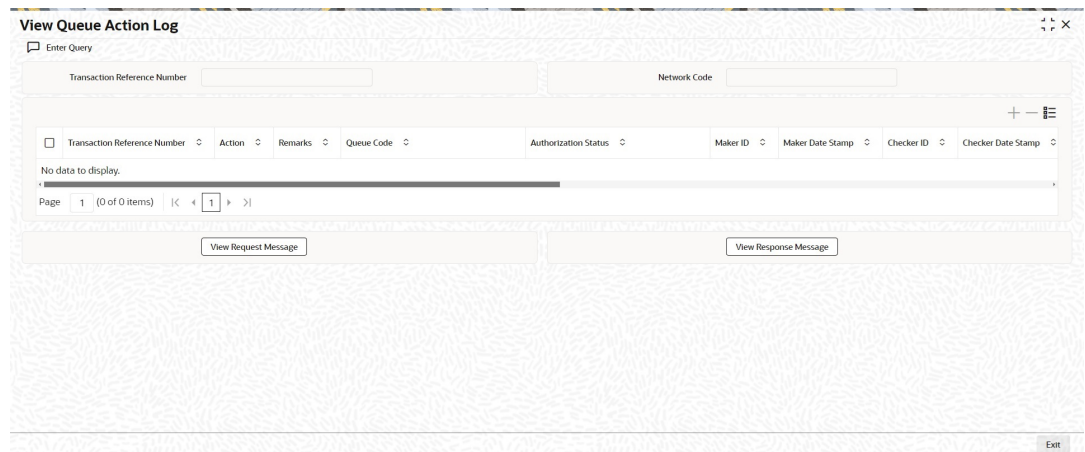 View Queue Action Log
Enter Query
Transaction Reference Number
Network Code
Transaction Reference Number Action Remarks Queue Code Authorization Status Maker ID Maker Date Stamp Checker ID Checker Date Stamp
No data to display.
Page 1 (0 of 0 items) 1
View Request Message
View Response Message
Exit